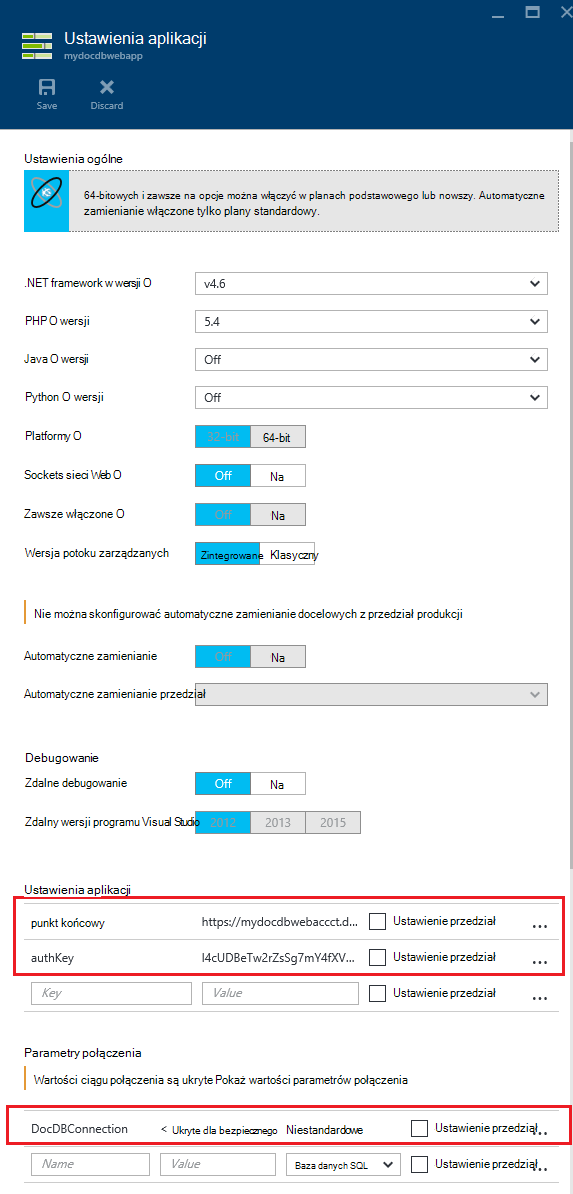 Ustawienia aplikacji
mydocdbwebapp
Save Discard
Ustawienia ogólne
64-bitowych i zawsze na opcje można włączyć w planach podstawowego lub nowszy. Automatyczne
zamienianie włączone tylko plany standardowy.
.NET framework w wersji O v4.6
PHP O wersji 5.4
Java O wersji Off
Python O wersji Off
Platformy O 32-bit 64-bit
Sockets sieci Web O Off Na
Zawsze włączone O Off Na
Wersja potoku zarządzanych Zintegrowane Klasyczny
Nie można skonfigurować automatyczne zamienianie docelowych z przedział produkcji
Automatyczne zamienianie Off Na
Automatyczne zamienianie przedział
Debugowanie
Zdalne debugowanie Off Na
Zdalny wersji programu Visual Studio 2012 2013 2015
Ustawienia aplikacji
punkt końcowy https://mydocdbwebaccct.d... Ustawienie przedział ...
authKey I4cUDBeTw2rZsSg7mY4fXV... Ustawienie przedział ...
Key Value Ustawienie przedział ...
Parametry połączenia
Wartości ciągu połączenia są ukryte Pokaż wartości parametrów połączenia
DocDBConnection < Ukryte dla bezpiecznego Niestandardowe Ustawienie przedział ...
Name Value Baza danych SQL Ustawienie przedział ...